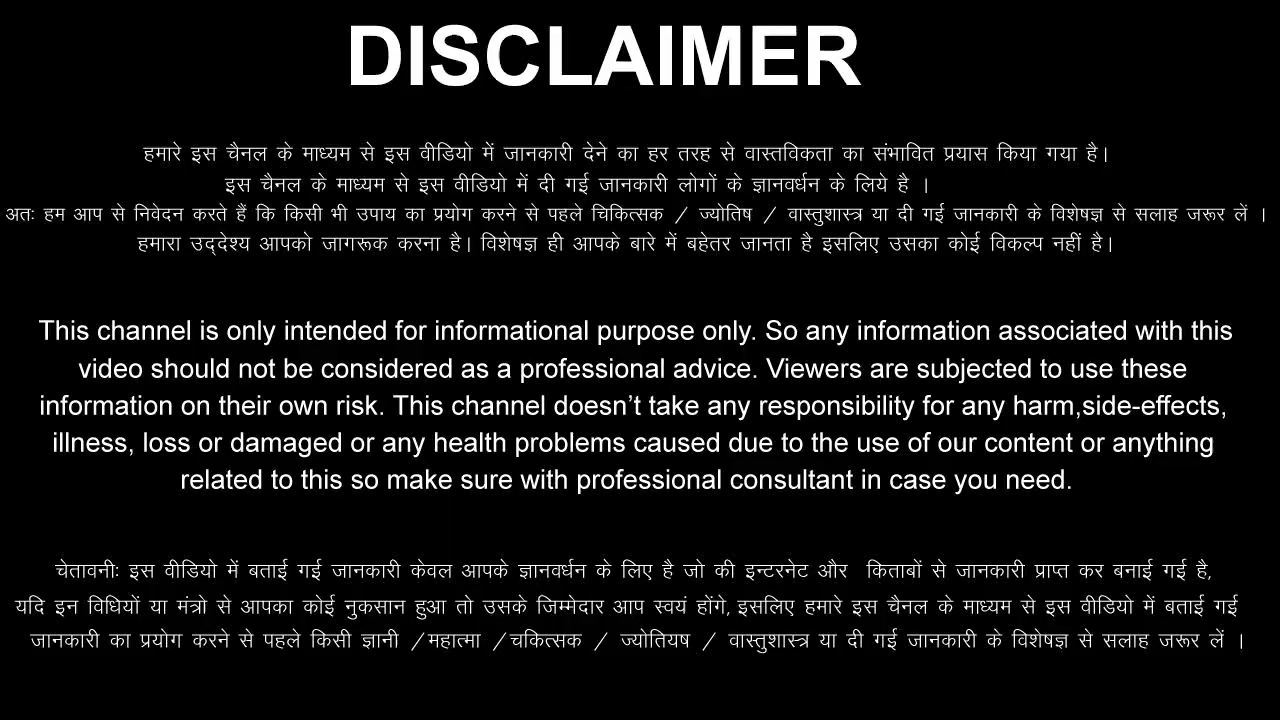 DISCLAIMER
हमारे इस चैनल के माध्यम से इस वीडियो में जानकारी देने का हर तरह से वास्तविकता का संभावित प्रयास किया गया है।
इस चैनल के माध्यम से इस वीडियो में दी गई जानकारी लोगों के ज्ञानवर्धन के लिये है ।
अतः हम आप से निवेदन करते हैं कि किसी भी उपाय का प्रयोग करने से पहले चिकित्सक / ज्योतिष / वास्तुशास्त्र या दी गई जानकारी के विशेषज्ञ से सलाह जरूर लें ।
हमारा उद्देश्य आपको जागरूक करना है। विशेषज्ञ ही आपके बारे में बहेतर जानता है इसलिए उसका कोई विकल्प नहीं है।
This channel is only intended for informational purpose only. So any information associated with this
video should not be considered as a professional advice. Viewers are subjected to use these
information on their own risk. This channel doesn’t take any responsibility for any harm,side-effects,
illness, loss or damaged or any health problems caused due to the use of our content or anything
related to this so make sure with professional consultant in case you need.
चेतावनीः इस वीडियो में बताई गई जानकारी केवल आपके ज्ञानवर्धन के लिए है जो की इन्टरनेट और किताबों से जानकारी प्राप्त कर बनाई गई है,
यदि इन विधियों या मंत्रो से आपका कोई नुकसान हुआ तो उसके जिम्मेदार आप स्वयं होंगे, इसलिए हमारे इस चैनल के माध्यम से इस वीडियो में बताई गई
जानकारी का प्रयोग करने से पहले किसी ज्ञानी /महात्मा /चकित्सक / ज्योतियष / वास्तुशास्त्र या दी गई जानकारी के विशेषज्ञ से सलाह जरूर लें ।